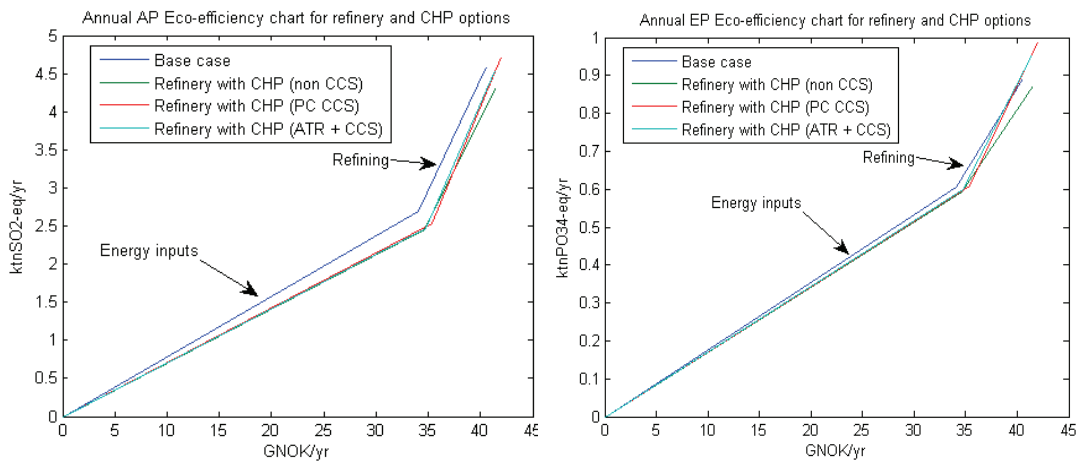 Annual AP Eco-efficiency chart for refinery and CHP options
5
4.5
4
3.5
3
2.5
2
1.5
1
0.5
0
ktnSO2-eq/yr
Base case
Refinery with CHP (non CCS)
Refinery with CHP (PC CCS)
Refinery with CHP (ATR + CCS)
Refining
Energy inputs
0 5 10 15 20 25 30 35 40 45
GNOK/yr
Annual EP Eco-efficiency chart for refinery and CHP options
1
0.9
0.8
0.7
0.6
0.5
0.4
0.3
0.2
0.1
0
ktnPO34-eq/yr
Base case
Refinery with CHP (non CCS)
Refinery with CHP (PC CCS)
Refinery with CHP (ATR + CCS)
Refining
Energy inputs
0 5 10 15 20 25 30 35 40 45
GNOK/yr